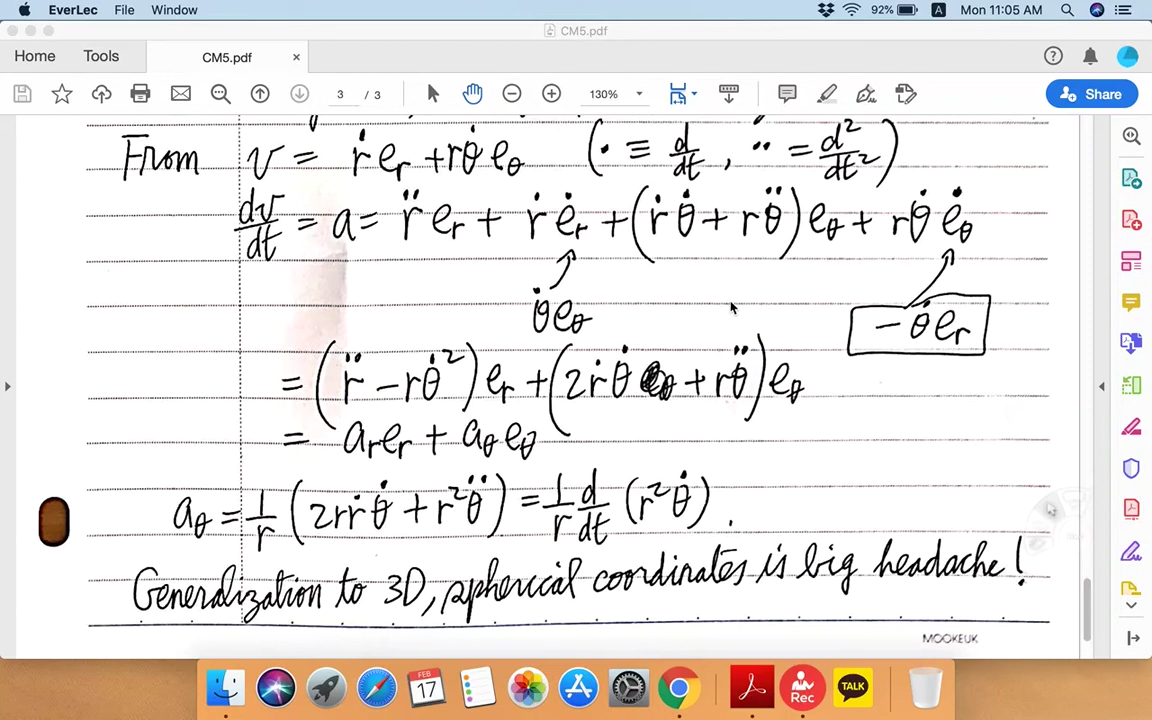 EverLec File Window 92% A Mon 11:05 AM
CM5.pdf
Home Tools CM5.pdf ×
3 / 3 130% Share
From v = ṙ e_r + rθ̇ e_θ (· ≡ d/dt, ·· = d²/dt²)
dv/dt = a = r̈ e_r + ṙ ė_r + (ṙθ̇ + rθ̈) e_θ + rθ̇ ė_θ
θ̇e_θ
−θ̇e_r
= (r̈ − rθ̇²) e_r + (2ṙθ̇ + rθ̈) e_θ
= a_r e_r + a_θ e_θ
a_θ = 1/r (2rṙθ̇ + r²θ̈) = 1/r d/dt (r²θ̇).
Generalization to 3D, spherical coordinates is big headache!
MOOKEUK
FEB
17
Rec
TALK